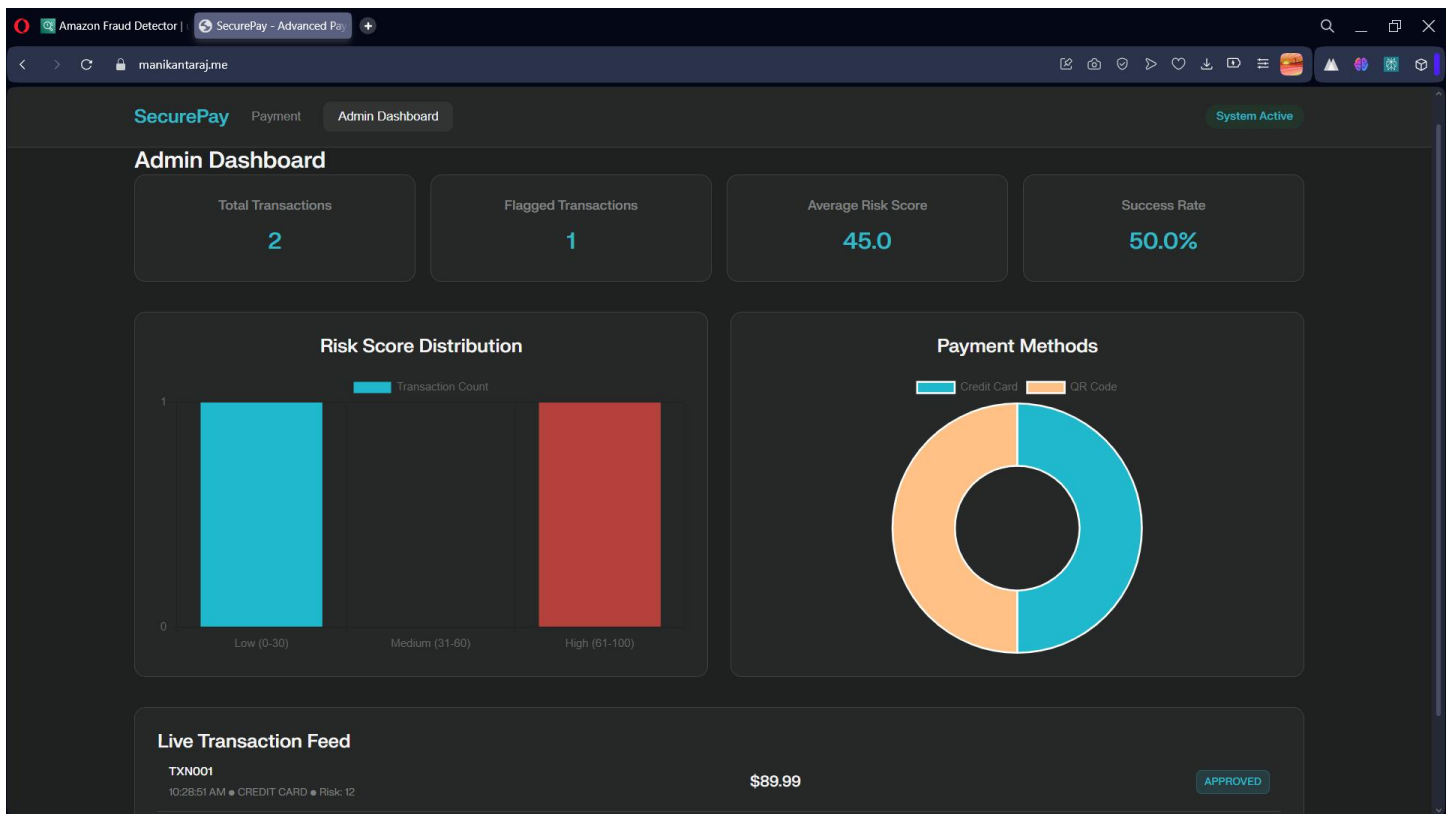 Amazon Fraud Detector |
SecurePay - Advanced Pay
manikantaraj.me
SecurePay Payment Admin Dashboard System Active
Admin Dashboard
Total Transactions Flagged Transactions Average Risk Score Success Rate
2 1 45.0 50.0%
Risk Score Distribution
Transaction Count
1
0
Low (0-30) Medium (31-60) High (61-100)
Payment Methods
Credit Card QR Code
Live Transaction Feed
TXN001
10:28:51 AM ● CREDIT CARD ● Risk: 12
$89.99
APPROVED